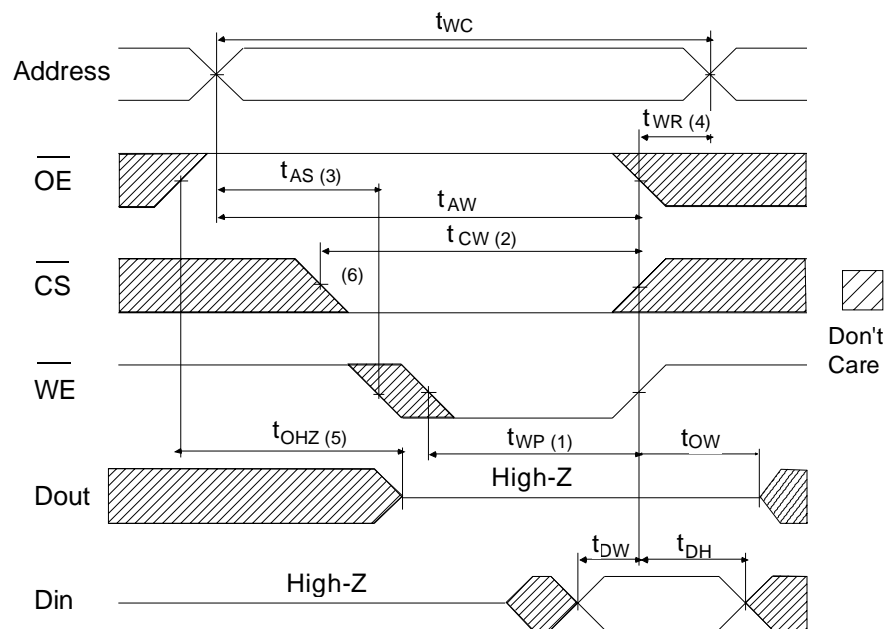 tWC
Address
tWR (4)
OE
tAS (3)
tAW
tCW (2)
CS
(6)
Don't
Care
WE
tOHZ (5)
tWP (1)
tOW
Dout
High-Z
tDW
tDH
Din
High-Z